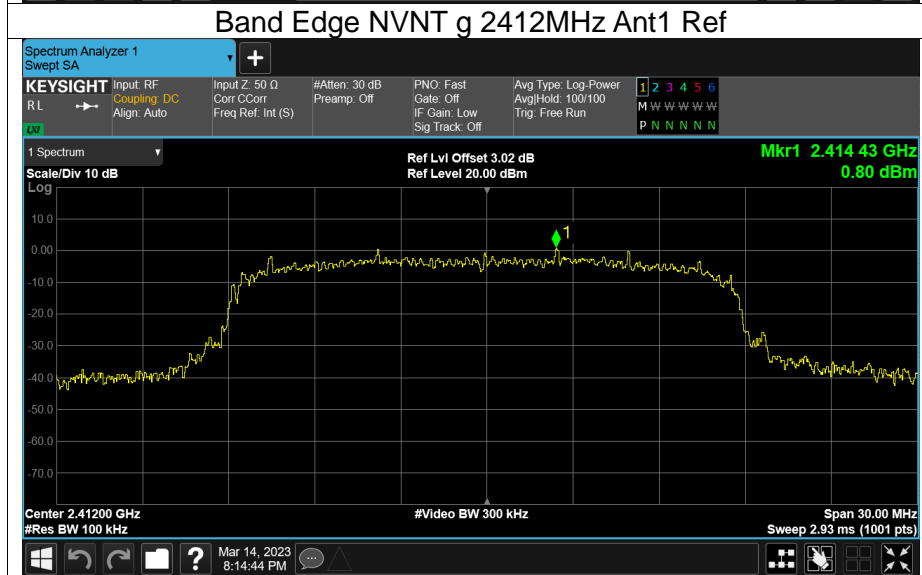 Band Edge NVNT g 2412MHz Ant1 Ref
Spectrum Analyzer 1
Swept SA
+
KEYSIGHT Input: RF Input Z: 50 Ω #Atten: 30 dB PNO: Fast Avg Type: Log-Power 1 2 3 4 5 6
R L Coupling: DC Corr CCorr Preamp: Off Gate: Off Avg|Hold: 100/100 M W W W W W
Align: Auto Freq Ref: Int (S) IF Gain: Low Trig: Free Run
LXI Sig Track: Off P N N N N N
1 Spectrum Ref Lvl Offset 3.02 dB Mkr1 2.414 43 GHz
Scale/Div 10 dB Ref Level 20.00 dBm 0.80 dBm
Log
10.0
1
0.00
-10.0
-20.0
-30.0
-40.0
-50.0
-60.0
-70.0
Center 2.41200 GHz #Video BW 300 kHz Span 30.00 MHz
#Res BW 100 kHz Sweep 2.93 ms (1001 pts)
? Mar 14, 2023
8:14:44 PM